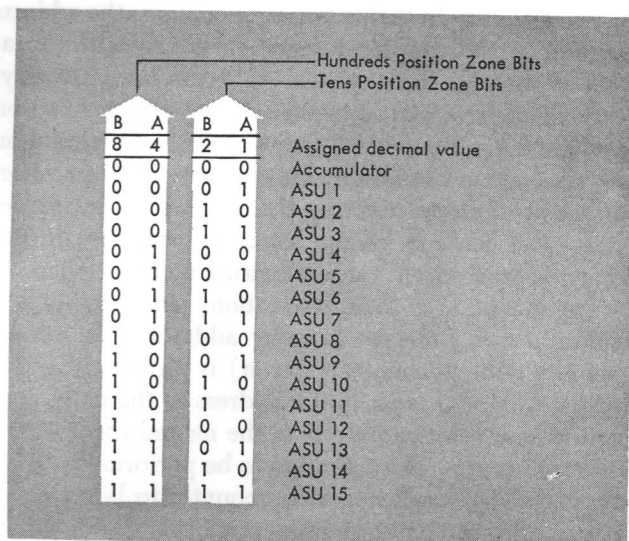 Hundreds Position Zone Bits
Tens Position Zone Bits
B A B A
8 4 2 1 Assigned decimal value
0 0 0 0 Accumulator
0 0 0 1 ASU 1
0 0 1 0 ASU 2
0 0 1 1 ASU 3
0 1 0 0 ASU 4
0 1 0 1 ASU 5
0 1 1 0 ASU 6
0 1 1 1 ASU 7
1 0 0 0 ASU 8
1 0 0 1 ASU 9
1 0 1 0 ASU 10
1 0 1 1 ASU 11
1 1 0 0 ASU 12
1 1 0 1 ASU 13
1 1 1 0 ASU 14
1 1 1 1 ASU 15